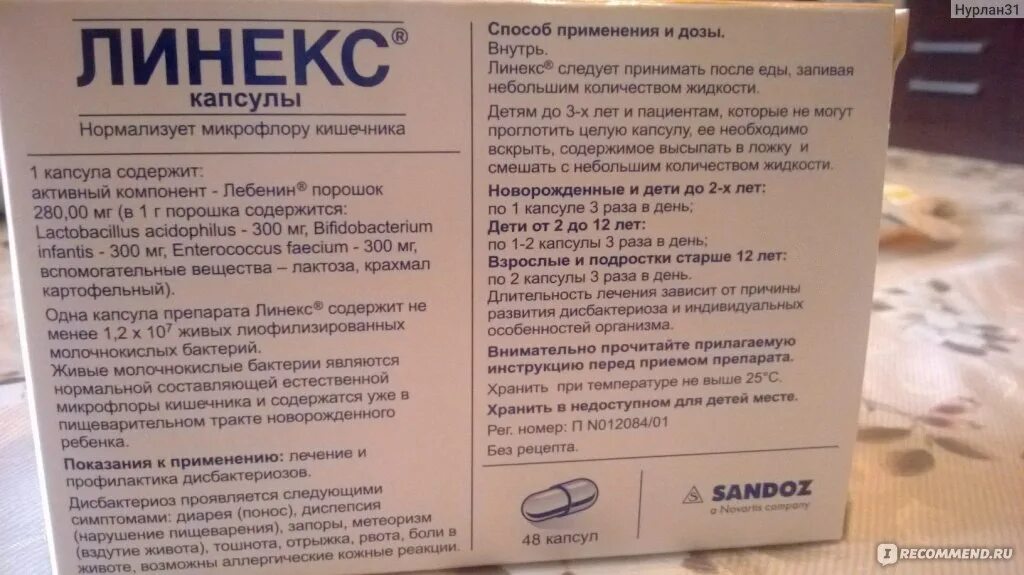 Нурлан31
ЛИНЕКС®
капсулы
Нормализует микрофлору кишечника
1 капсула содержит:
активный компонент - Лебенин® порошок
280,00 мг (в 1 г порошка содержится:
Lactobacillus acidophilus - 300 мг, Bifidobacterium
infantis - 300 мг, Enterococcus faecium - 300 мг,
вспомогательные вещества – лактоза, крахмал
картофельный).
Одна капсула препарата Линекс® содержит не
менее 1,2 x 10⁷ живых лиофилизированных
молочнокислых бактерий.
Живые молочнокислые бактерии являются
нормальной составляющей естественной
микрофлоры кишечника и содержатся уже в
пищеварительном тракте новорожденного
ребенка.
Показания к применению: лечение и
профилактика дисбактериозов.
Дисбактериоз проявляется следующими
симптомами: диарея (понос), диспепсия
(нарушение пищеварения), запоры, метеоризм
(вздутие живота), тошнота, отрыжка, рвота, боли в
животе, возможны аллергические кожные реакции.
Способ применения и дозы.
Внутрь.
Линекс® следует принимать после еды, запивая
небольшим количеством жидкости.
Детям до 3-х лет и пациентам, которые не могут
проглотить целую капсулу, ее необходимо
вскрыть, содержимое высыпать в ложку и
смешать с небольшим количеством жидкости.
Новорожденные и дети до 2-х лет:
по 1 капсуле 3 раза в день;
Дети от 2 до 12 лет:
по 1-2 капсулы 3 раза в день;
Взрослые и подростки старше 12 лет:
по 2 капсулы 3 раза в день.
Длительность лечения зависит от причины
развития дисбактериоза и индивидуальных
особенностей организма.
Внимательно прочитайте прилагаемую
инструкцию перед приемом препарата.
Хранить при температуре не выше 25°C.
Хранить в недоступном для детей месте.
Рег. номер: П N012084/01
Без рецепта.
48 капсул
SANDOZ
a Novartis company
IRECOMMEND.RU